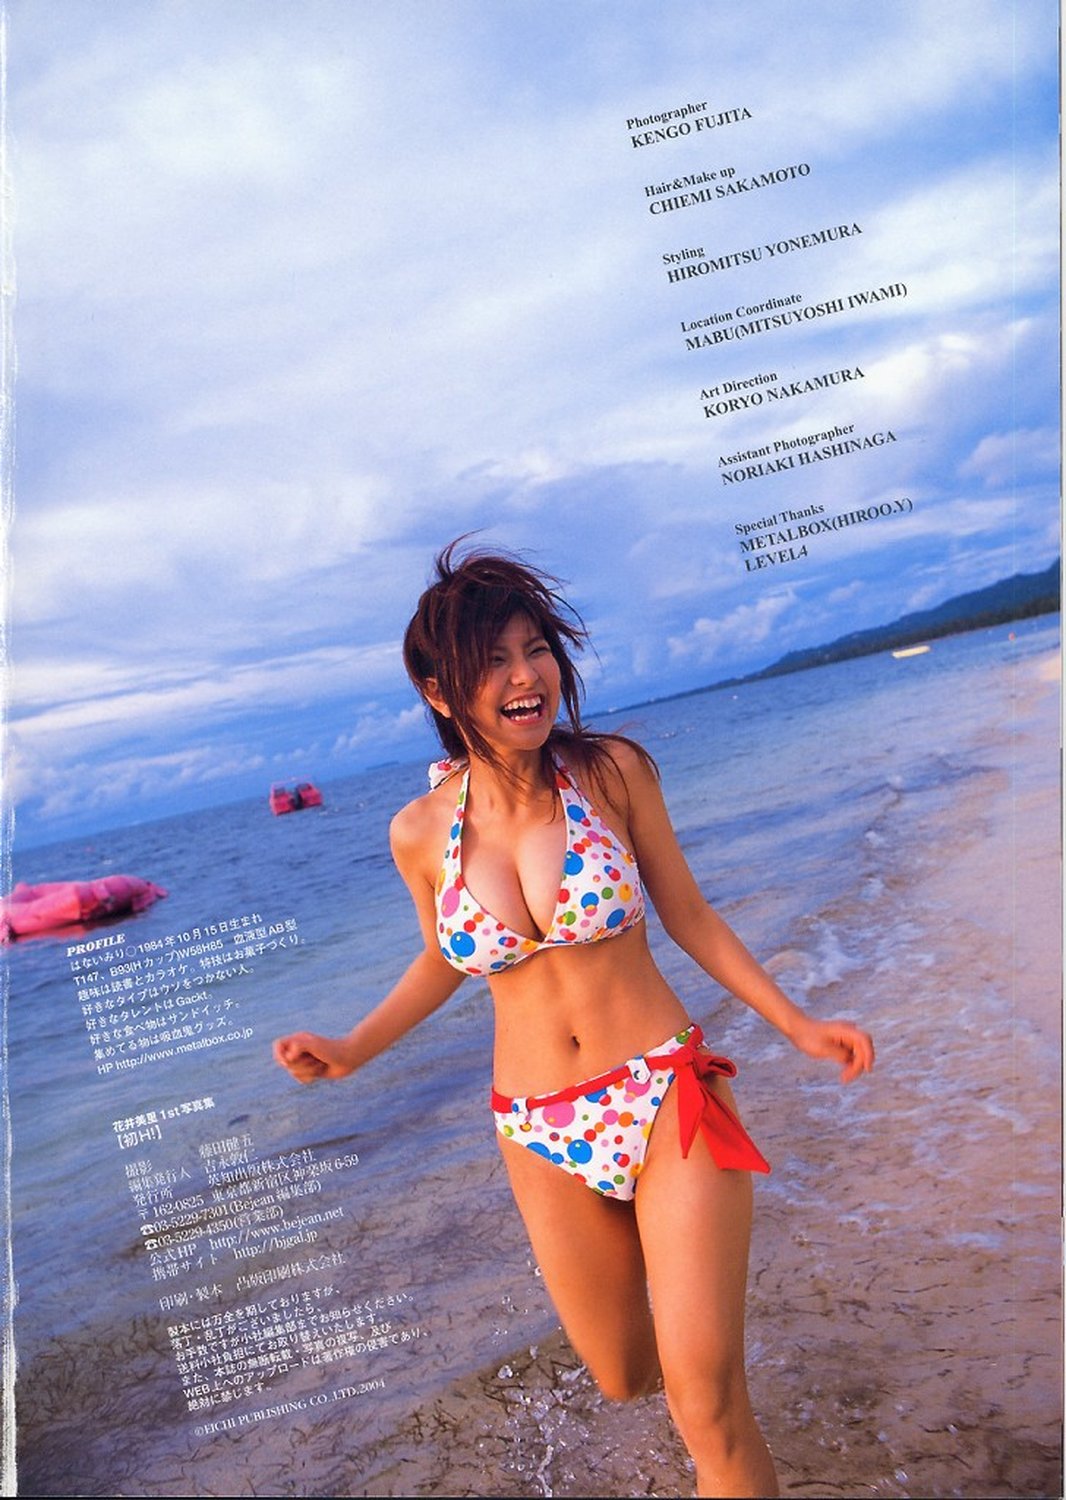 Photographer
KENGO FUJITA
Hair&Make up
CHIEMI SAKAMOTO
Styling
HIROMITSU YONEMURA
Location Coordinate
MABU(MITSUYOSHI IWAMI)
Art Direction
KORYO NAKAMURA
Assistant Photographer
NORIAKI HASHINAGA
Special Thanks
METALBOX(HIROO.Y)
LEVEL4
PROFILE
はないみり◯1984年10月15日生まれ
T147、B93(Hカップ)W58H85 血液型AB型
趣味は読書とカラオケ。特技はお菓子づくり。
好きなタイプはウソをつかない人。
好きなタレントはGackt。
好きな食べ物はサンドイッチ。
集めてる物は吸血鬼グッズ。
HP http://www.metalbox.co.jp
花井美里1st写真集
【初H!】
撮影 藤田健五
編集発行人 吉永敦仁
発行所 英知出版株式会社
〒162-0825 東京都新宿区神楽坂6-59
☎03-5229-7301(Bejean編集部)
☎03-5229-4350(営業部)
公式HP http://www.bejean.net
携帯サイト http://bjgal.jp
印刷・製本 凸版印刷株式会社
製本には万全を期しておりますが、
落丁・乱丁がございましたら、
お手数ですが小社編集部までお知らせください。
送料小社負担にてお取り替えいたします。
また、本誌の無断転載・写真の複写、及び
WEB上へのアップロードは著作権の侵害であり、
絶対に禁じます。
©EICHI PUBLISHING CO.,LTD.2004